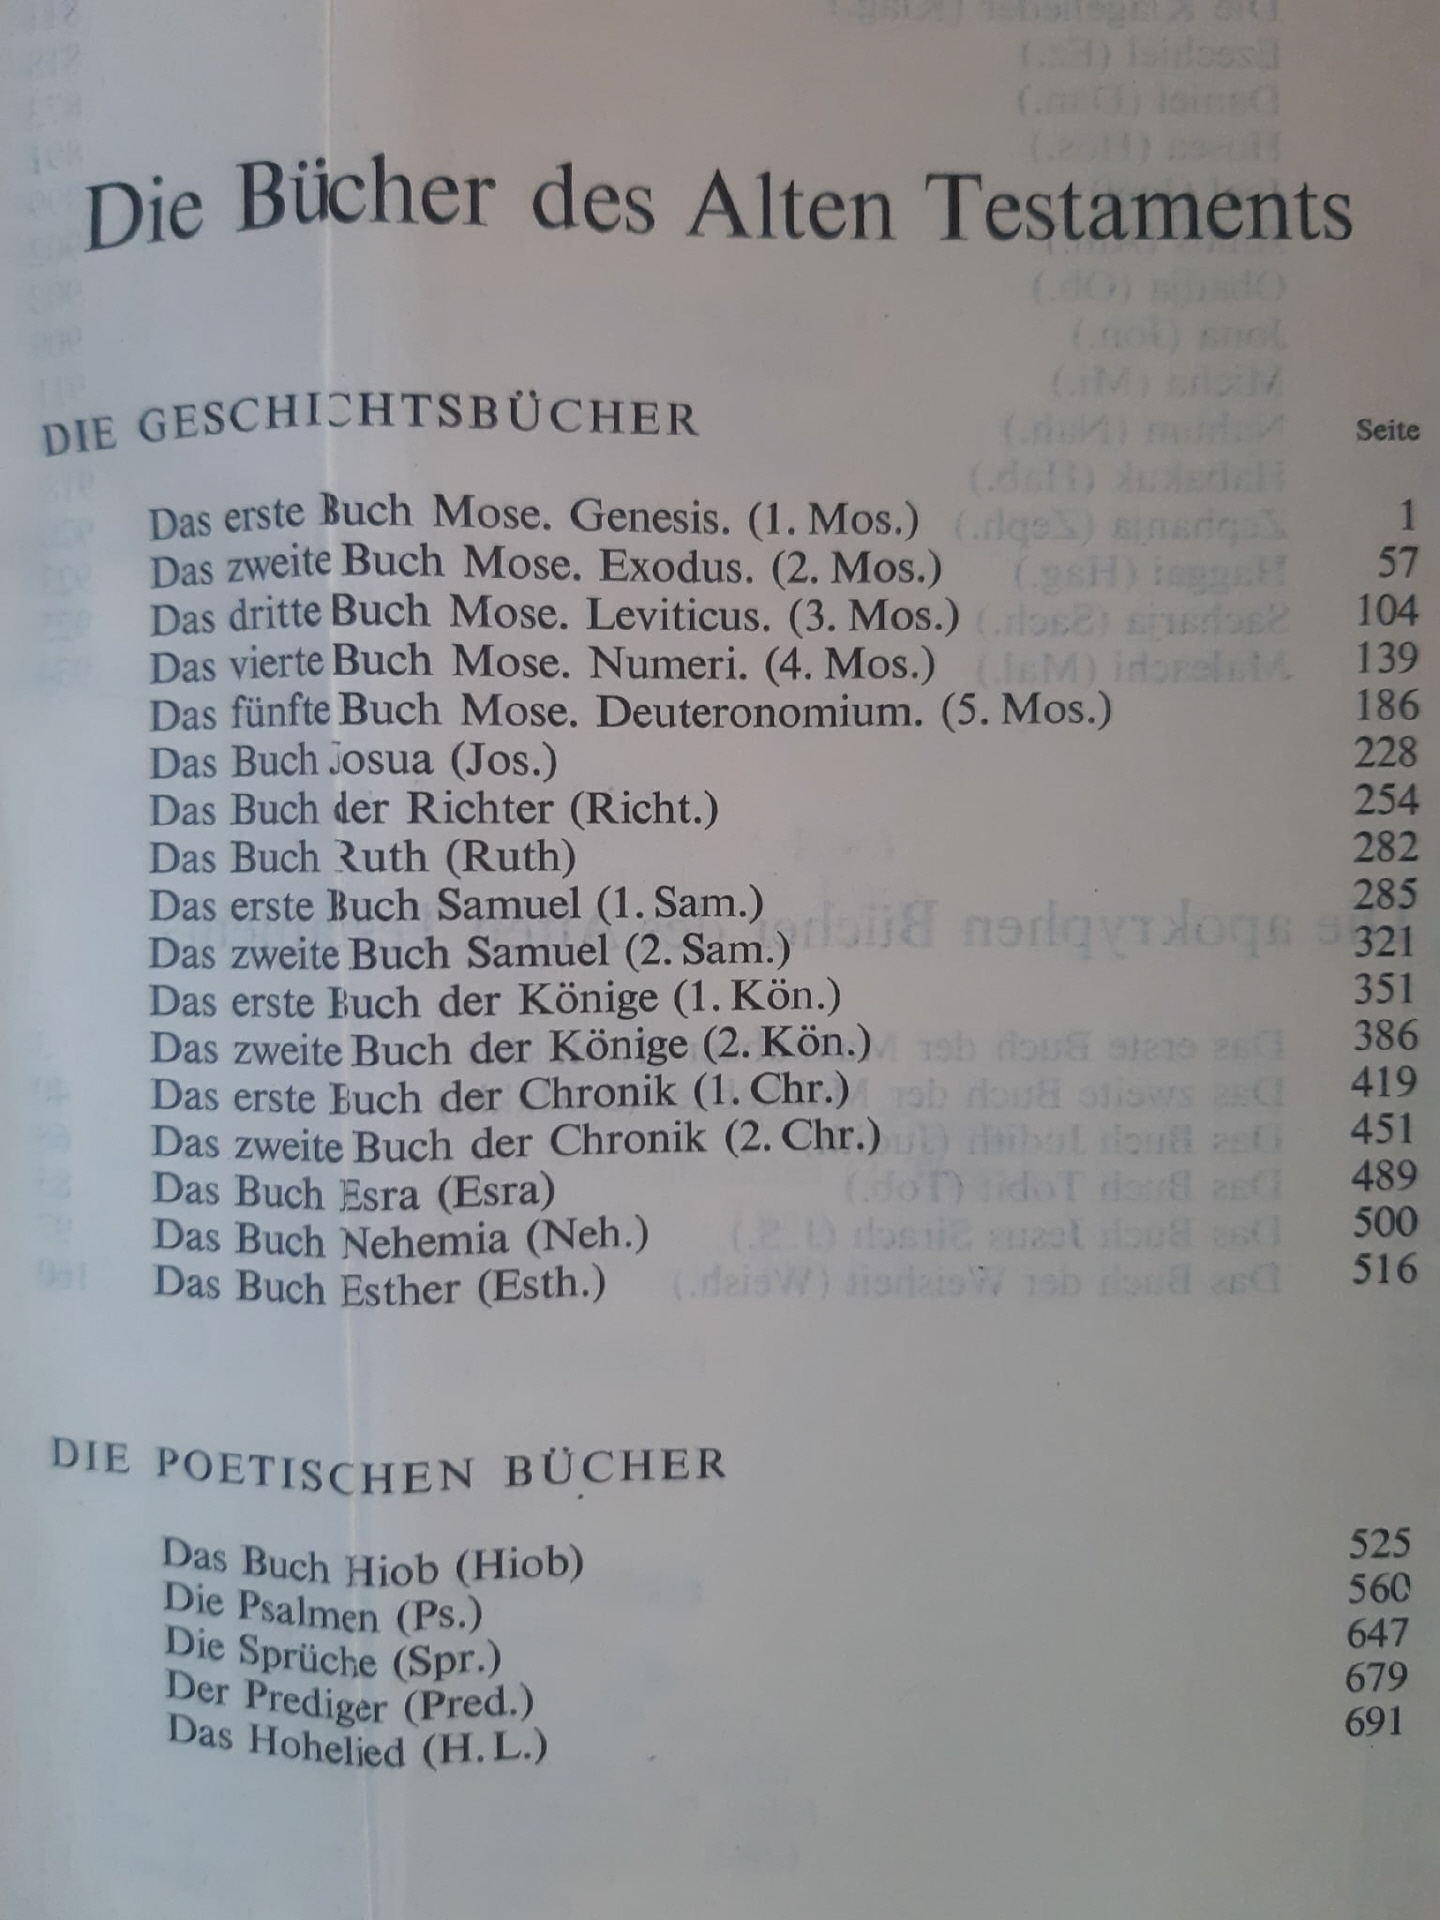 Die Bücher des Alten Testaments
DIE GESCHICHTSBÜCHER Seite
Das erste Buch Mose. Genesis. (1. Mos.) 1
Das zweite Buch Mose. Exodus. (2. Mos.) 57
Das dritte Buch Mose. Leviticus. (3. Mos.) 104
Das vierte Buch Mose. Numeri. (4. Mos.) 139
Das fünfte Buch Mose. Deuteronomium. (5. Mos.) 186
Das Buch Josua (Jos.) 228
Das Buch der Richter (Richt.) 254
Das Buch Ruth (Ruth) 282
Das erste Buch Samuel (1. Sam.) 285
Das zweite Buch Samuel (2. Sam.) 321
Das erste Buch der Könige (1. Kön.) 351
Das zweite Buch der Könige (2. Kön.) 386
Das erste Buch der Chronik (1. Chr.) 419
Das zweite Buch der Chronik (2. Chr.) 451
Das Buch Esra (Esra) 489
Das Buch Nehemia (Neh.) 500
Das Buch Esther (Esth.) 516
DIE POETISCHEN BÜCHER
Das Buch Hiob (Hiob) 525
Die Psalmen (Ps.) 560
Die Sprüche (Spr.) 647
Der Prediger (Pred.) 679
Das Hohelied (H. L.) 691